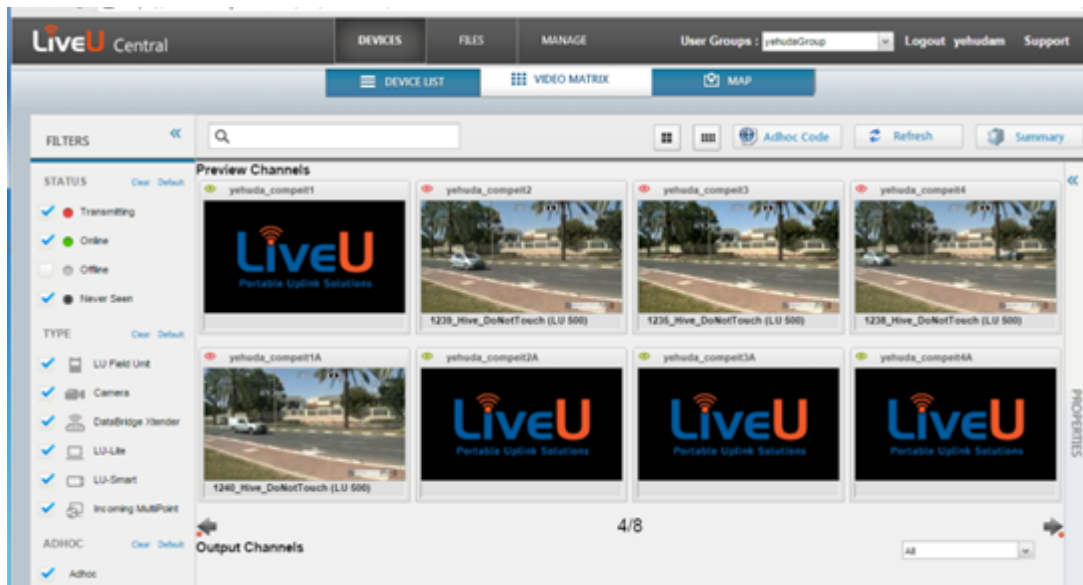 LiveU Central
DEVICES FILES MANAGE
User Groups : yehudaGroup Logout yehudam Support
DEVICE LIST VIDEO MATRIX MAP
FILTERS
Adhoc Code Refresh Summary
STATUS Clear Default
Transmitting
Online
Offline
Never Seen
TYPE Clear Default
LU Field Unit
Camera
DataBridge Xtender
LU-Lite
LU-Smart
Incoming MultiPoint
ADHOC Clear Default
Adhoc
Preview Channels
yehuda_compeit1 yehuda_compeit2 yehuda_compeit3 yehuda_compeit4
LiveU
Portable Uplink Solutions
1239_Hive_DoNotTouch (LU 500) 1235_Hive_DoNotTouch (LU 500) 1238_Hive_DoNotTouch (LU 500)
yehuda_compeit1A yehuda_compeit2A yehuda_compeit3A yehuda_compeit4A
LiveU LiveU LiveU
Portable Uplink Solutions Portable Uplink Solutions Portable Uplink Solutions
1240_Hive_DoNotTouch (LU 500)
4/8
Output Channels All
PROPERTIES